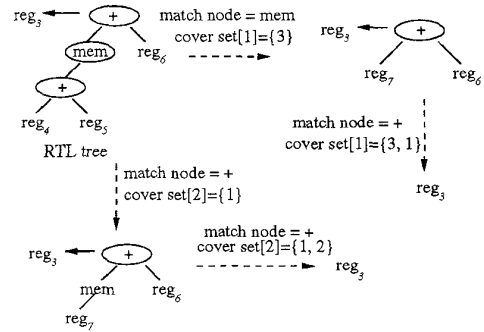 reg3 + match node = mem reg3 +
mem reg6 cover set[1]={3}
+ reg7 reg6
reg4 reg5
RTL tree
match node = +
cover set[1]={3, 1}
match node = +
cover set[2]={1}
reg3
match node = +
reg3 + cover set[2]={1, 2}
mem reg6 reg3
reg7